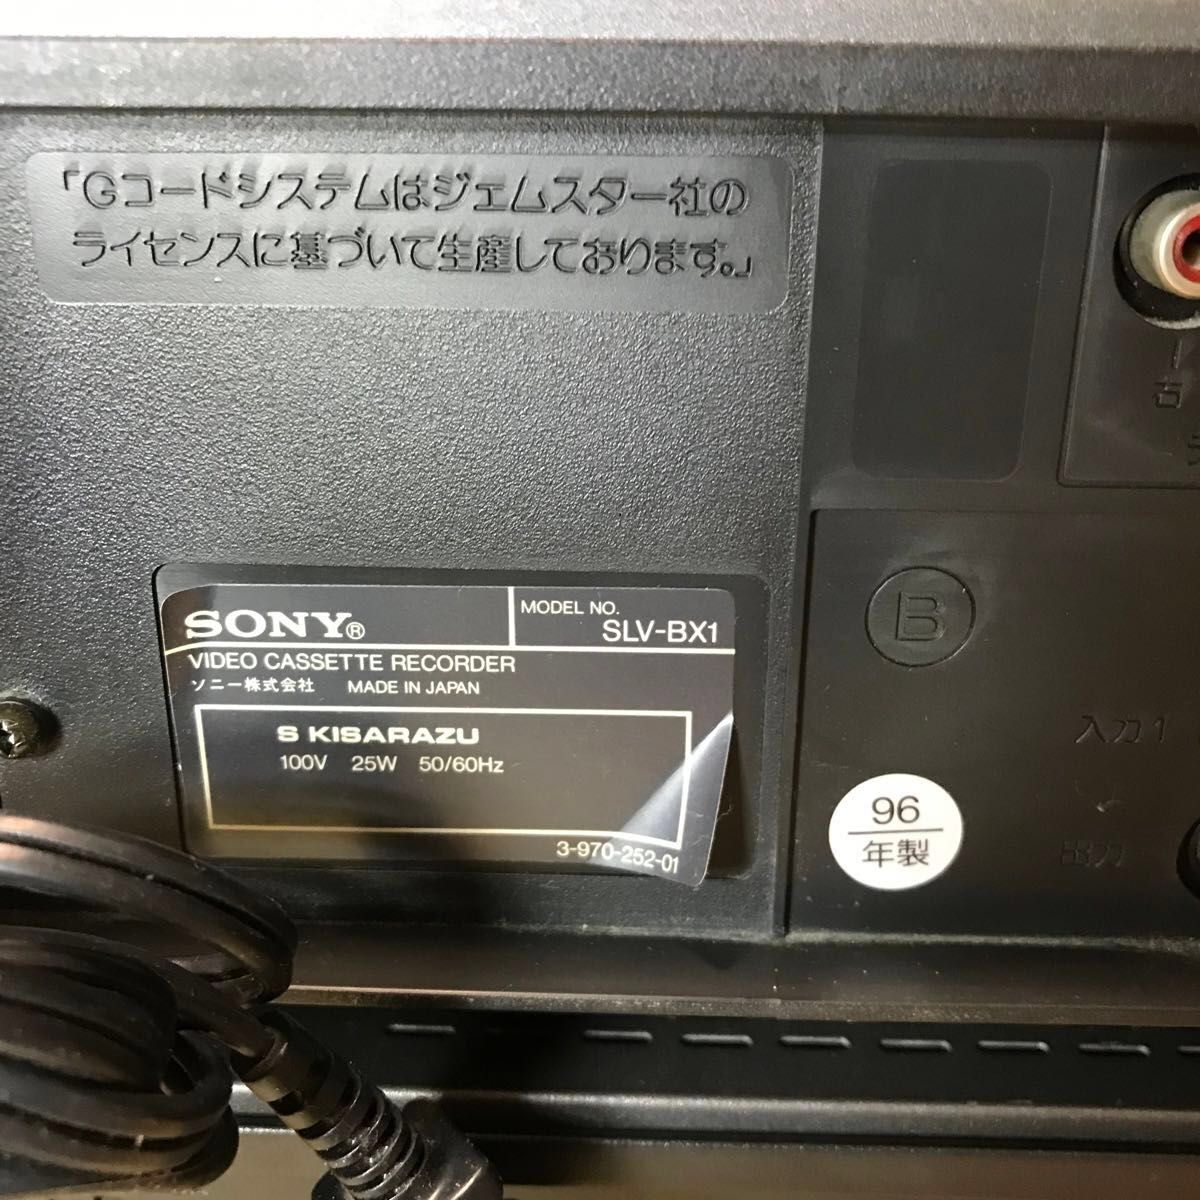 「Gコードシステムはジェムスター社の
ライセンスに基づいて生産しております。」
SONY®
MODEL NO.
SLV-BX1
VIDEO CASSETTE RECORDER
ソニー株式会社 MADE IN JAPAN
S KISARAZU
100V 25W 50/60Hz
3-970-252-01
B
入力1
96
年製
出力